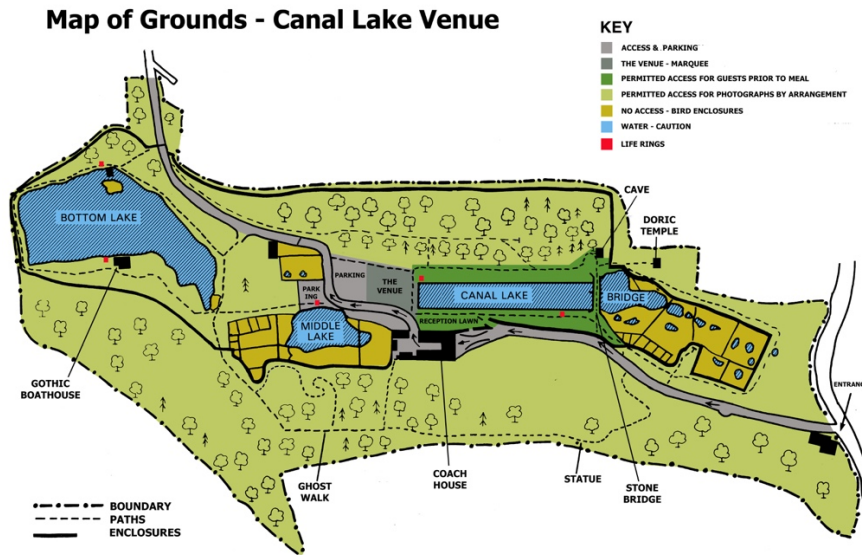 Map of Grounds - Canal Lake Venue
KEY
ACCESS & PARKING
THE VENUE - MARQUEE
PERMITTED ACCESS FOR GUESTS PRIOR TO MEAL
PERMITTED ACCESS FOR PHOTOGRAPHS BY ARRANGEMENT
NO ACCESS - BIRD ENCLOSURES
WATER - CAUTION
LIFE RINGS
CAVE
DORIC
TEMPLE
BOTTOM LAKE
PARKING
THE
VENUE
PARK
ING
CANAL LAKE
BRIDGE
MIDDLE
LAKE
RECEPTION LAWN
GOTHIC
BOATHOUSE
ENTRANC
GHOST
WALK
COACH
HOUSE
STATUE
STONE
BRIDGE
BOUNDARY
PATHS
ENCLOSURES